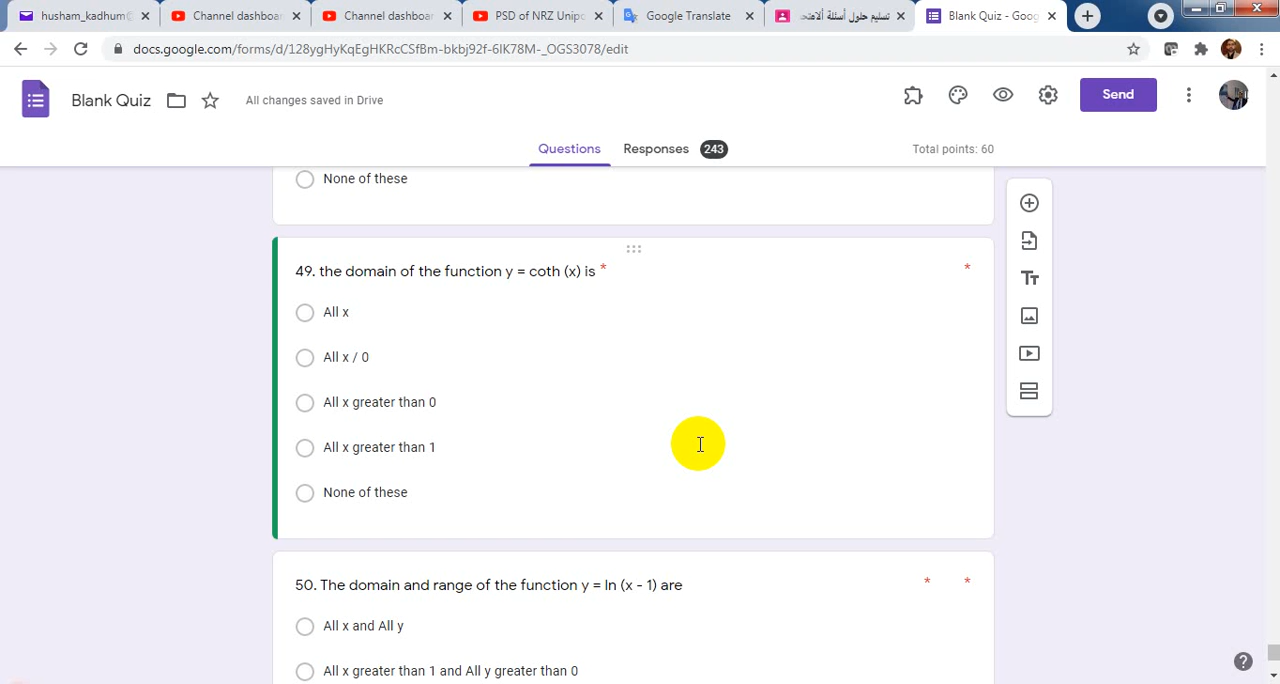 husham_kadhum@
Channel dashboar
Channel dashboar
PSD of NRZ Unipo
Google Translate
تسليم حلول أسئلة ألامتح
Blank Quiz - Goog
docs.google.com/forms/d/128ygHyKqEgHKRcCSfBm-bkbj92f-6lK78M-_OGS3078/edit
Blank Quiz
All changes saved in Drive
Send
Questions
Responses 243
Total points: 60
None of these
49. the domain of the function y = coth (x) is *
*
All x
All x / 0
All x greater than 0
All x greater than 1
None of these
50. The domain and range of the function y = ln (x - 1) are
* *
All x and All y
All x greater than 1 and All y greater than 0